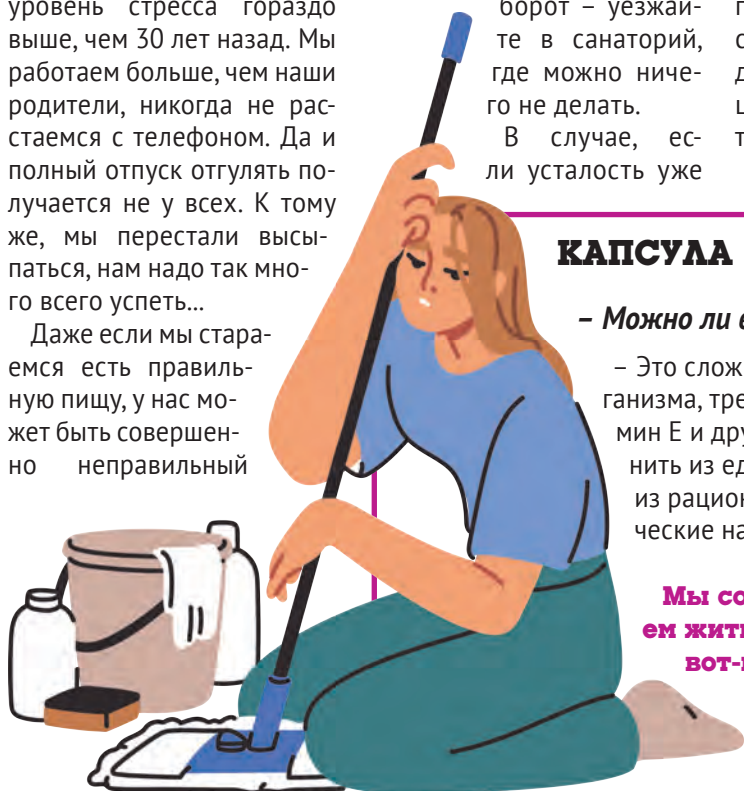 уровень стресса гораздо
выше, чем 30 лет назад. Мы
работаем больше, чем наши
родители, никогда не рас-
стаемся с телефоном. Да и
полный отпуск отгулять по-
лучается не у всех. К тому
же, мы перестали высы-
паться, нам надо так мно-
го всего успеть...
Даже если мы стара-
емся есть правиль-
ную пищу, у нас мо-
жет быть совершен-
но неправильный
борот – уезжай-
те в санаторий,
где можно ниче-
го не делать.
В случае, ес-
ли усталость уже
КАПСУЛА
– Можно ли
– Это слож
ганизма, тре
мин Е и дру
нить из ед
из рацион
ческие на
Мы со
ем жит
вот-